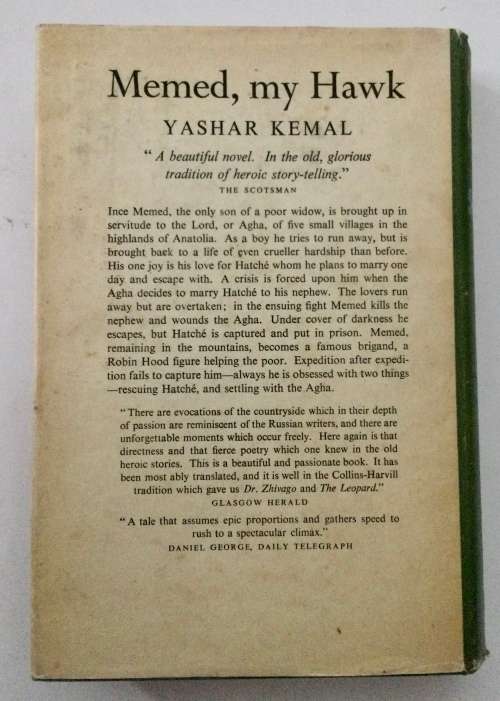 Memed, my Hawk
YASHAR KEMAL
“ A beautiful novel. In the old, glorious
tradition of heroic story-telling.”
THE SCOTSMAN
Ince Memed, the only son of a poor widow, is brought up in
servitude to the Lord, or Agha, of five small villages in the
highlands of Anatolia. As a boy he tries to run away, but is
brought back to a life of even crueller hardship than before.
His one joy is his love for Hatché whom he plans to marry one
day and escape with. A crisis is forced upon him when the
Agha decides to marry Hatché to his nephew. The lovers run
away but are overtaken; in the ensuing fight Memed kills the
nephew and wounds the Agha. Under cover of darkness he
escapes, but Hatché is captured and put in prison. Memed,
remaining in the mountains, becomes a famous brigand, a
Robin Hood figure helping the poor. Expedition after expedi-
tion fails to capture him—always he is obsessed with two things
—rescuing Hatché, and settling with the Agha.
“There are evocations of the countryside which in their depth
of passion are reminiscent of the Russian writers, and there are
unforgettable moments which occur freely. Here again is that
directness and that fierce poetry which one knew in the old
heroic stories. This is a beautiful and passionate book. It has
been most ably translated, and it is well in the Collins-Harvill
tradition which gave us Dr. Zhivago and The Leopard.”
GLASGOW HERALD
“A tale that assumes epic proportions and gathers speed to
rush to a spectacular climax.”
DANIEL GEORGE, DAILY TELEGRAPH